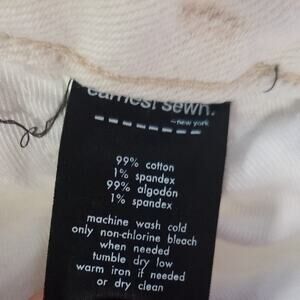 earnest sewn.
~new york
99% cotton
1% spandex
99% algodón
1% spandex
machine wash cold
only non-chlorine bleach
when needed
tumble dry low
warm iron if needed
or dry clean